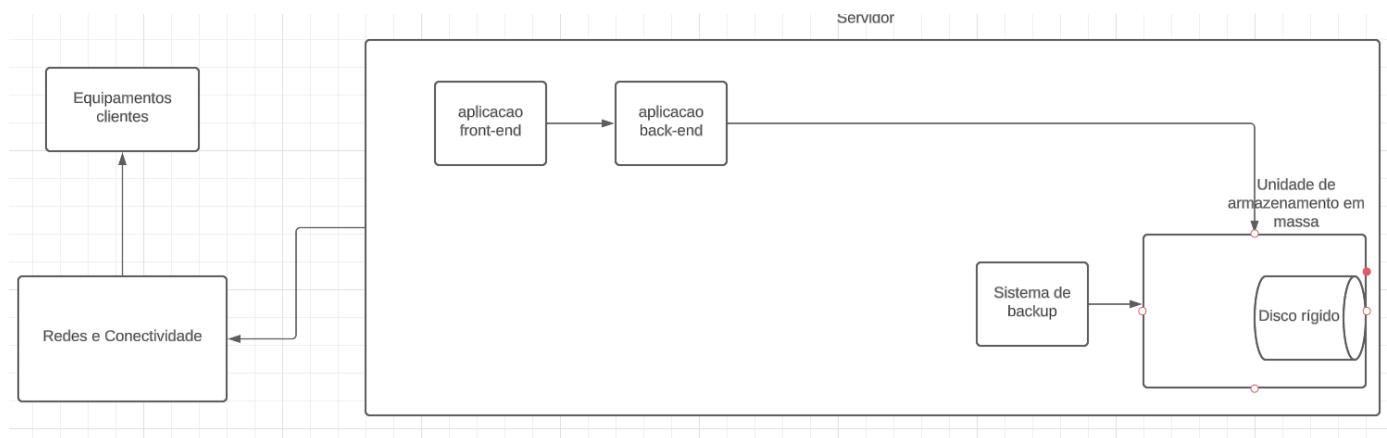 Servidor
Equipamentos
clientes
aplicacao
front-end
aplicacao
back-end
Unidade de
armazenamento em
massa
Sistema de
backup
Disco rígido
Redes e Conectividade